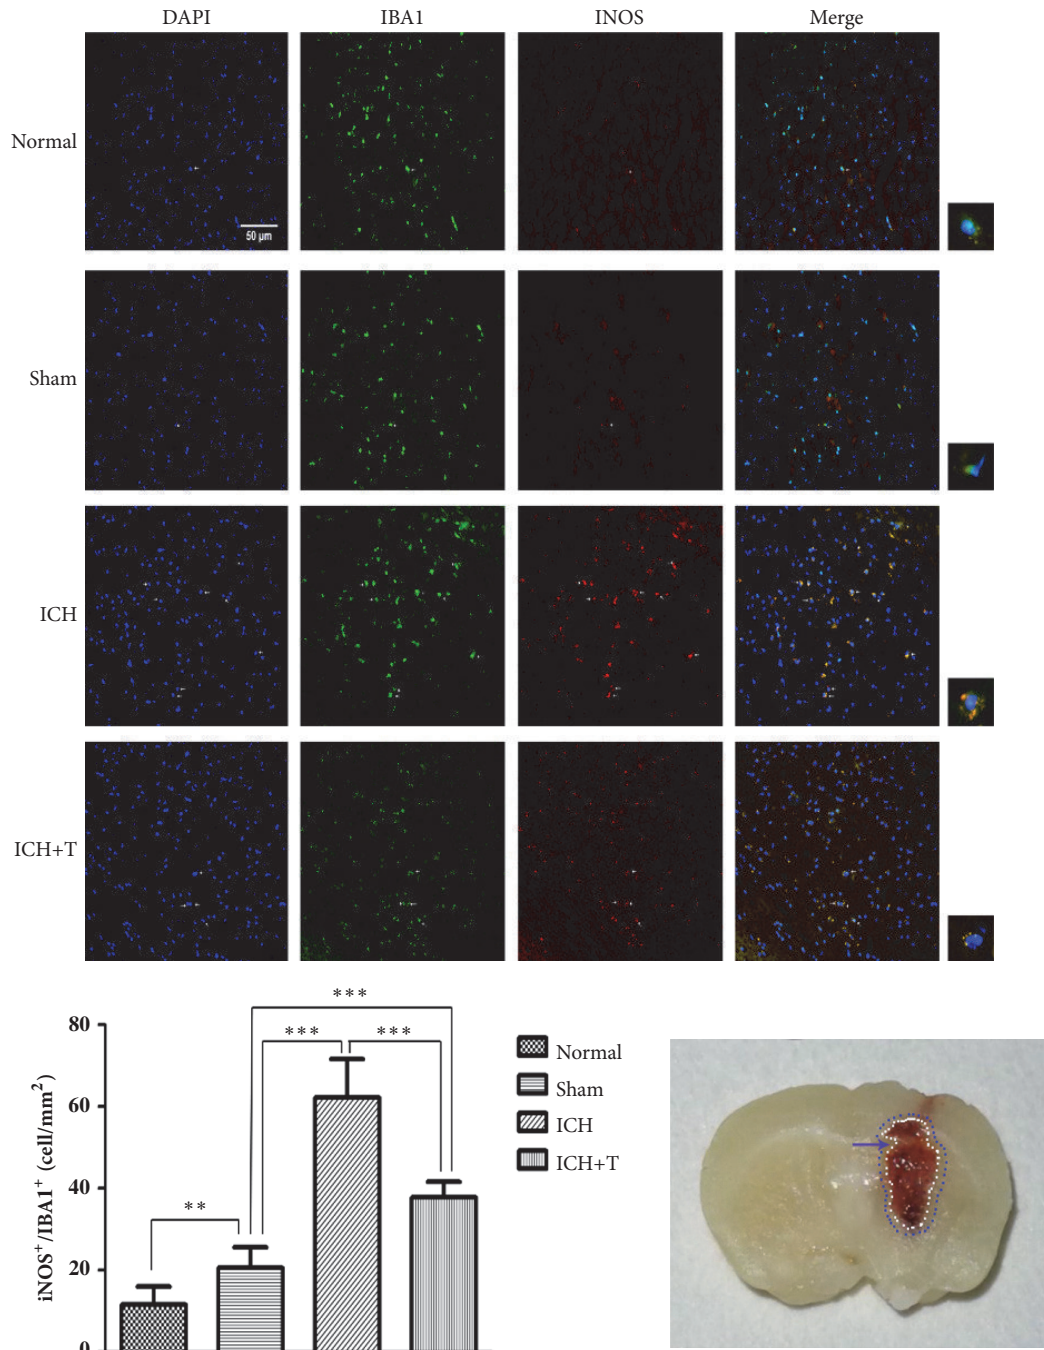 DAPI IBA1 INOS Merge
Normal
50 µm
Sham
ICH
ICH+T
***
*** ***
**
80
60
40
20
0
iNOS⁺/IBA1⁺ (cell/mm²)
Normal
Sham
ICH
ICH+T